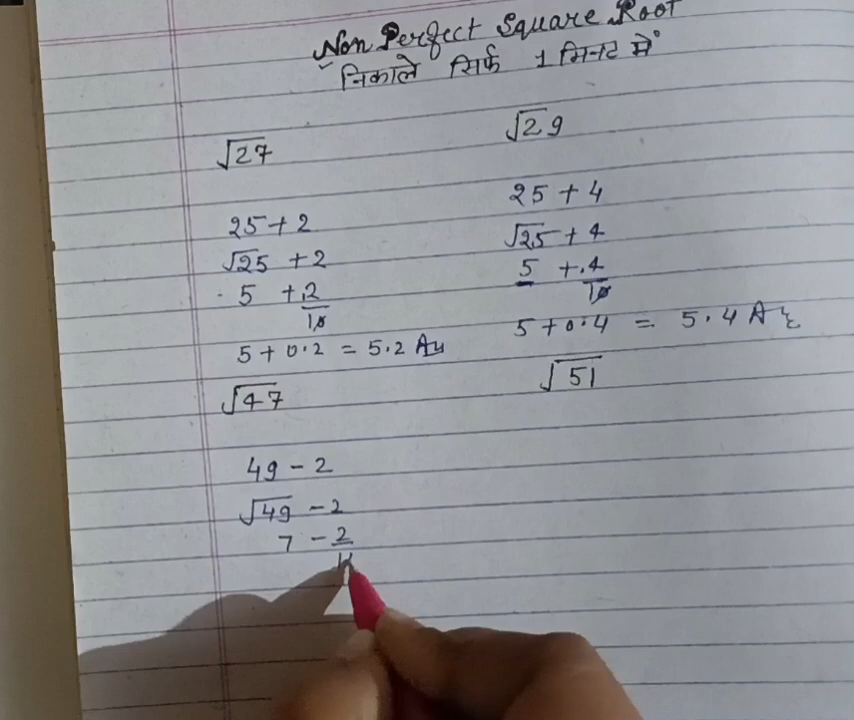 Non Perfect Square Root
निकाले सिर्फ 1 मिनट में
√27
25 + 2
√25 + 2
5 + 2
10
5 + 0.2 = 5.2 Ans
√29
25 + 4
√25 + 4
5 + 4
10
5 + 0.4 = 5.4 Ans
√47
49 - 2
√49 - 2
7 - 2
√51